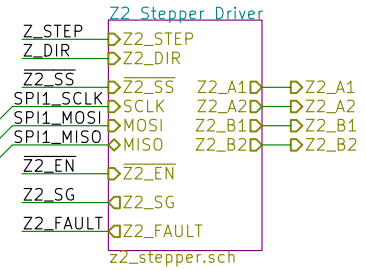 Z2 Stepper Driver
Z_STEP Z2_STEP
Z_DIR Z2_DIR
Z2_SS Z2_SS Z2_A1 Z2_A1
SPI1_SCLK SCLK Z2_A2 Z2_A2
SPI1_MOSI MOSI Z2_B1 Z2_B1
SPI1_MISO MISO Z2_B2 Z2_B2
Z2_EN Z2_EN
Z2_SG Z2_SG
Z2_FAULT Z2_FAULT
z2_stepper.sch